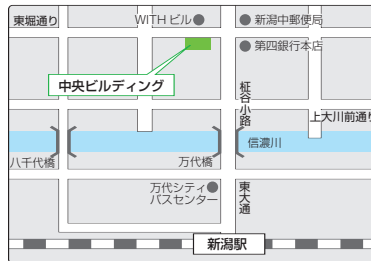 東堀通り
WITH ビル
新潟中郵便局
第四銀行本店
中央ビルディング
柾谷小路
上大川前通り
信濃川
八千代橋
万代橋
万代シティ
バスセンター
東大通
新潟駅